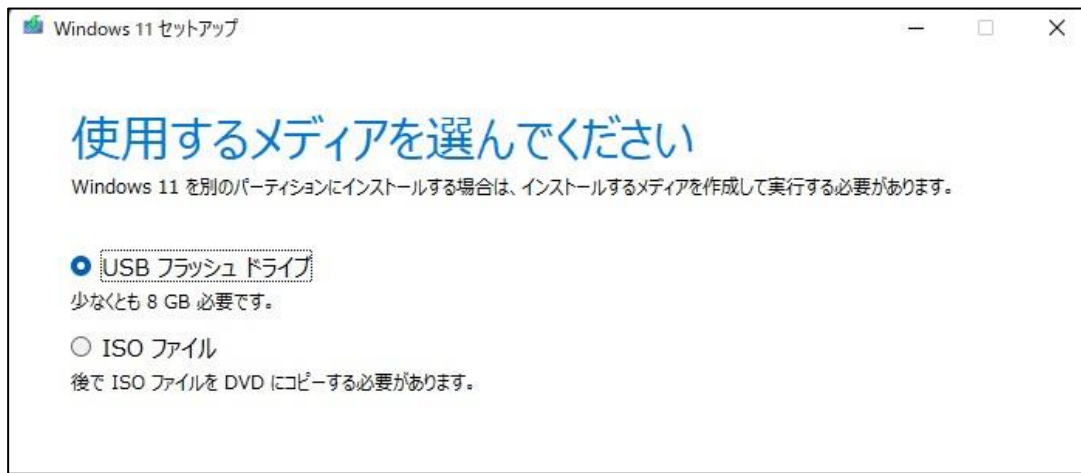 Windows 11 セットアップ
使用するメディアを選んでください
Windows 11 を別のパーティションにインストールする場合は、インストールするメディアを作成して実行する必要があります。
USB フラッシュ ドライブ
少なくとも 8 GB 必要です。
ISO ファイル
後で ISO ファイルを DVD にコピーする必要があります。